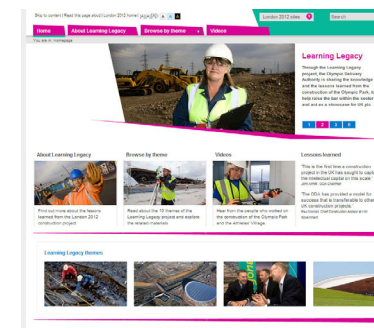 Skip to content | Read this page about London 2012 home |
London 2012 sites
Search
Home
About Learning Legacy
Browse by theme
Videos
You are in: Homepage
Learning Legacy
Through the Learning Legacy
project, the Olympic Delivery
Authority is sharing the knowledge
and the lessons learned from the
construction of the Olympic Park, to
help raise the bar within the sector
and act as a showcase for UK plc.
1 2 3 4
About Learning Legacy
Find out more about the lessons
learned from the London 2012
construction project
Browse by theme
Read about the 10 themes of the
Learning Legacy project and explore
the related materials
Videos
Hear from the people who worked on
the construction of the Olympic Park
and the Athletes' Village.
Lessons learned
'This is the first time a construction
project in the UK has sought to capture
the intellectual capital on this scale.'
'The ODA has provided a model for
success that is transferable to other
UK construction projects.'
Learning Legacy themes